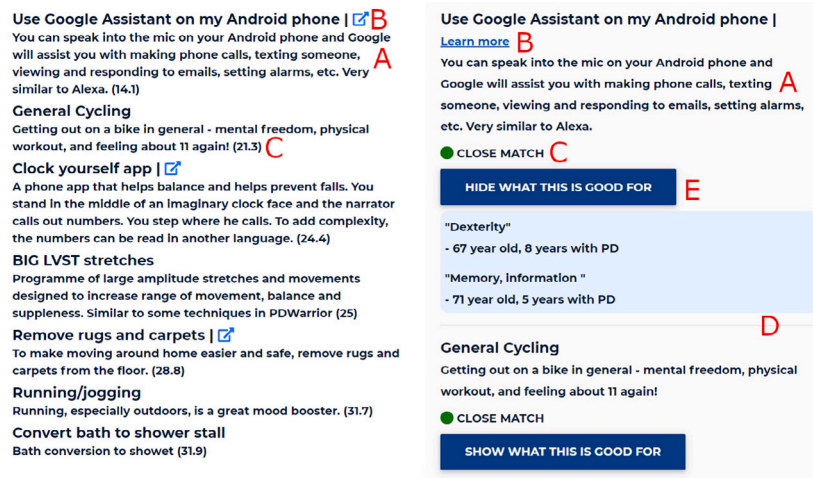 Use Google Assistant on my Android phone | B
You can speak into the mic on your Android phone and Google
will assist you with making phone calls, texting someone,
viewing and responding to emails, setting alarms, etc. Very A
similar to Alexa. (14.1)
General Cycling
Getting out on a bike in general - mental freedom, physical
workout, and feeling about 11 again! (21.3) C
Clock yourself app |
A phone app that helps balance and helps prevent falls. You
stand in the middle of an imaginary clock face and the narrator
calls out numbers. You step where he calls. To add complexity,
the numbers can be read in another language. (24.4)
BIG LVST stretches
Programme of large amplitude stretches and movements
designed to increase range of movement, balance and
suppleness. Similar to some techniques in PDWarrior (25)
Remove rugs and carpets |
To make moving around home easier and safe, remove rugs and
carpets from the floor. (28.8)
Running/jogging
Running, especially outdoors, is a great mood booster. (31.7)
Convert bath to shower stall
Bath conversion to showet (31.9)
Use Google Assistant on my Android phone |
Learn more B
You can speak into the mic on your Android phone and
Google will assist you with making phone calls, texting A
someone, viewing and responding to emails, setting alarms,
etc. Very similar to Alexa.
CLOSE MATCH C
HIDE WHAT THIS IS GOOD FOR E
"Dexterity"
- 67 year old, 8 years with PD
"Memory, information "
- 71 year old, 5 years with PD
D
General Cycling
Getting out on a bike in general - mental freedom, physical
workout, and feeling about 11 again!
CLOSE MATCH
SHOW WHAT THIS IS GOOD FOR